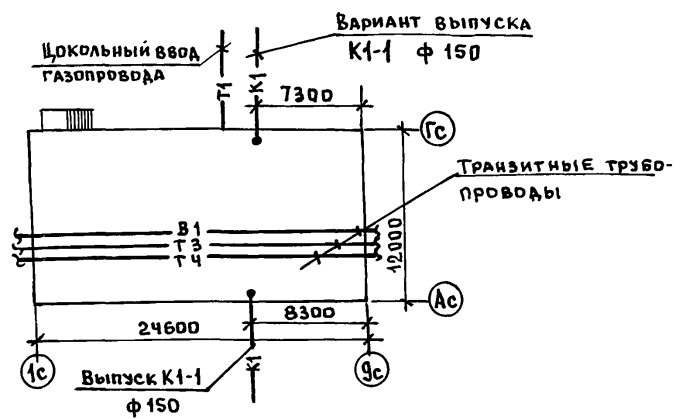 Цокольный ввод
газопровода
Вариант выпуска
К1-1 ф 150
Т1
К1
7300
Гс
Транзитные трубо-
проводы
В1
Т3
Т4
12000
Ас
8300
24600
1с
9с
К1
Выпуск К1-1
ф 150